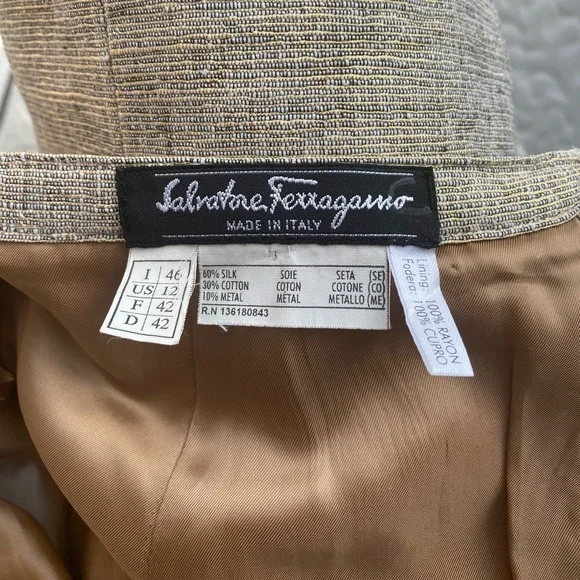 Salvatore Ferragamo
MADE IN ITALY
I 46
US 12
F 42
D 42
60% SILK SOIE SETA (SE)
30% COTTON COTON COTONE (CO)
10% METAL METAL METALLO (ME)
R.N 136180843
Lining: 100% RAYON
Fodera: 100% CUPRO